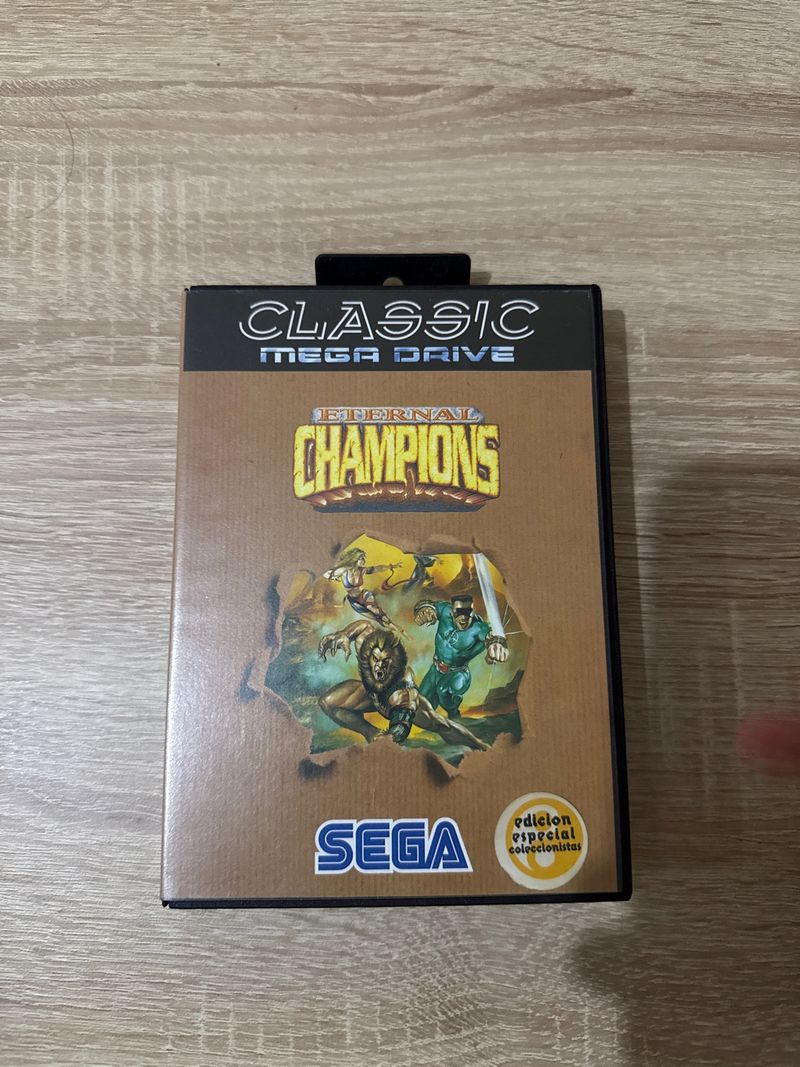 CLASSIC
MEGA DRIVE
ETERNAL
CHAMPIONS
SEGA
edicion
especial
coleccionistas